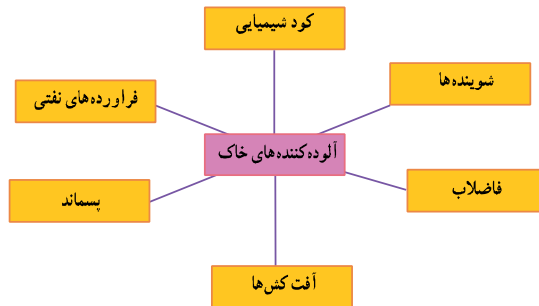 کود شیمیایی
شوینده‌ها
فراورده‌های نفتی
آلوده‌کننده‌های خاک
فاضلاب
پسماند
آفت کش‌ها